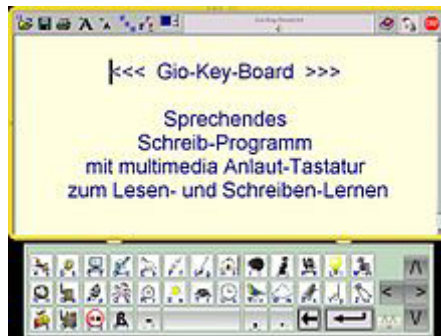 <<< Gio-Key-Board >>>
Sprechendes
Schreib-Programm
mit multimedia Anlaut-Tastatur
zum Lesen- und Schreiben-Lernen